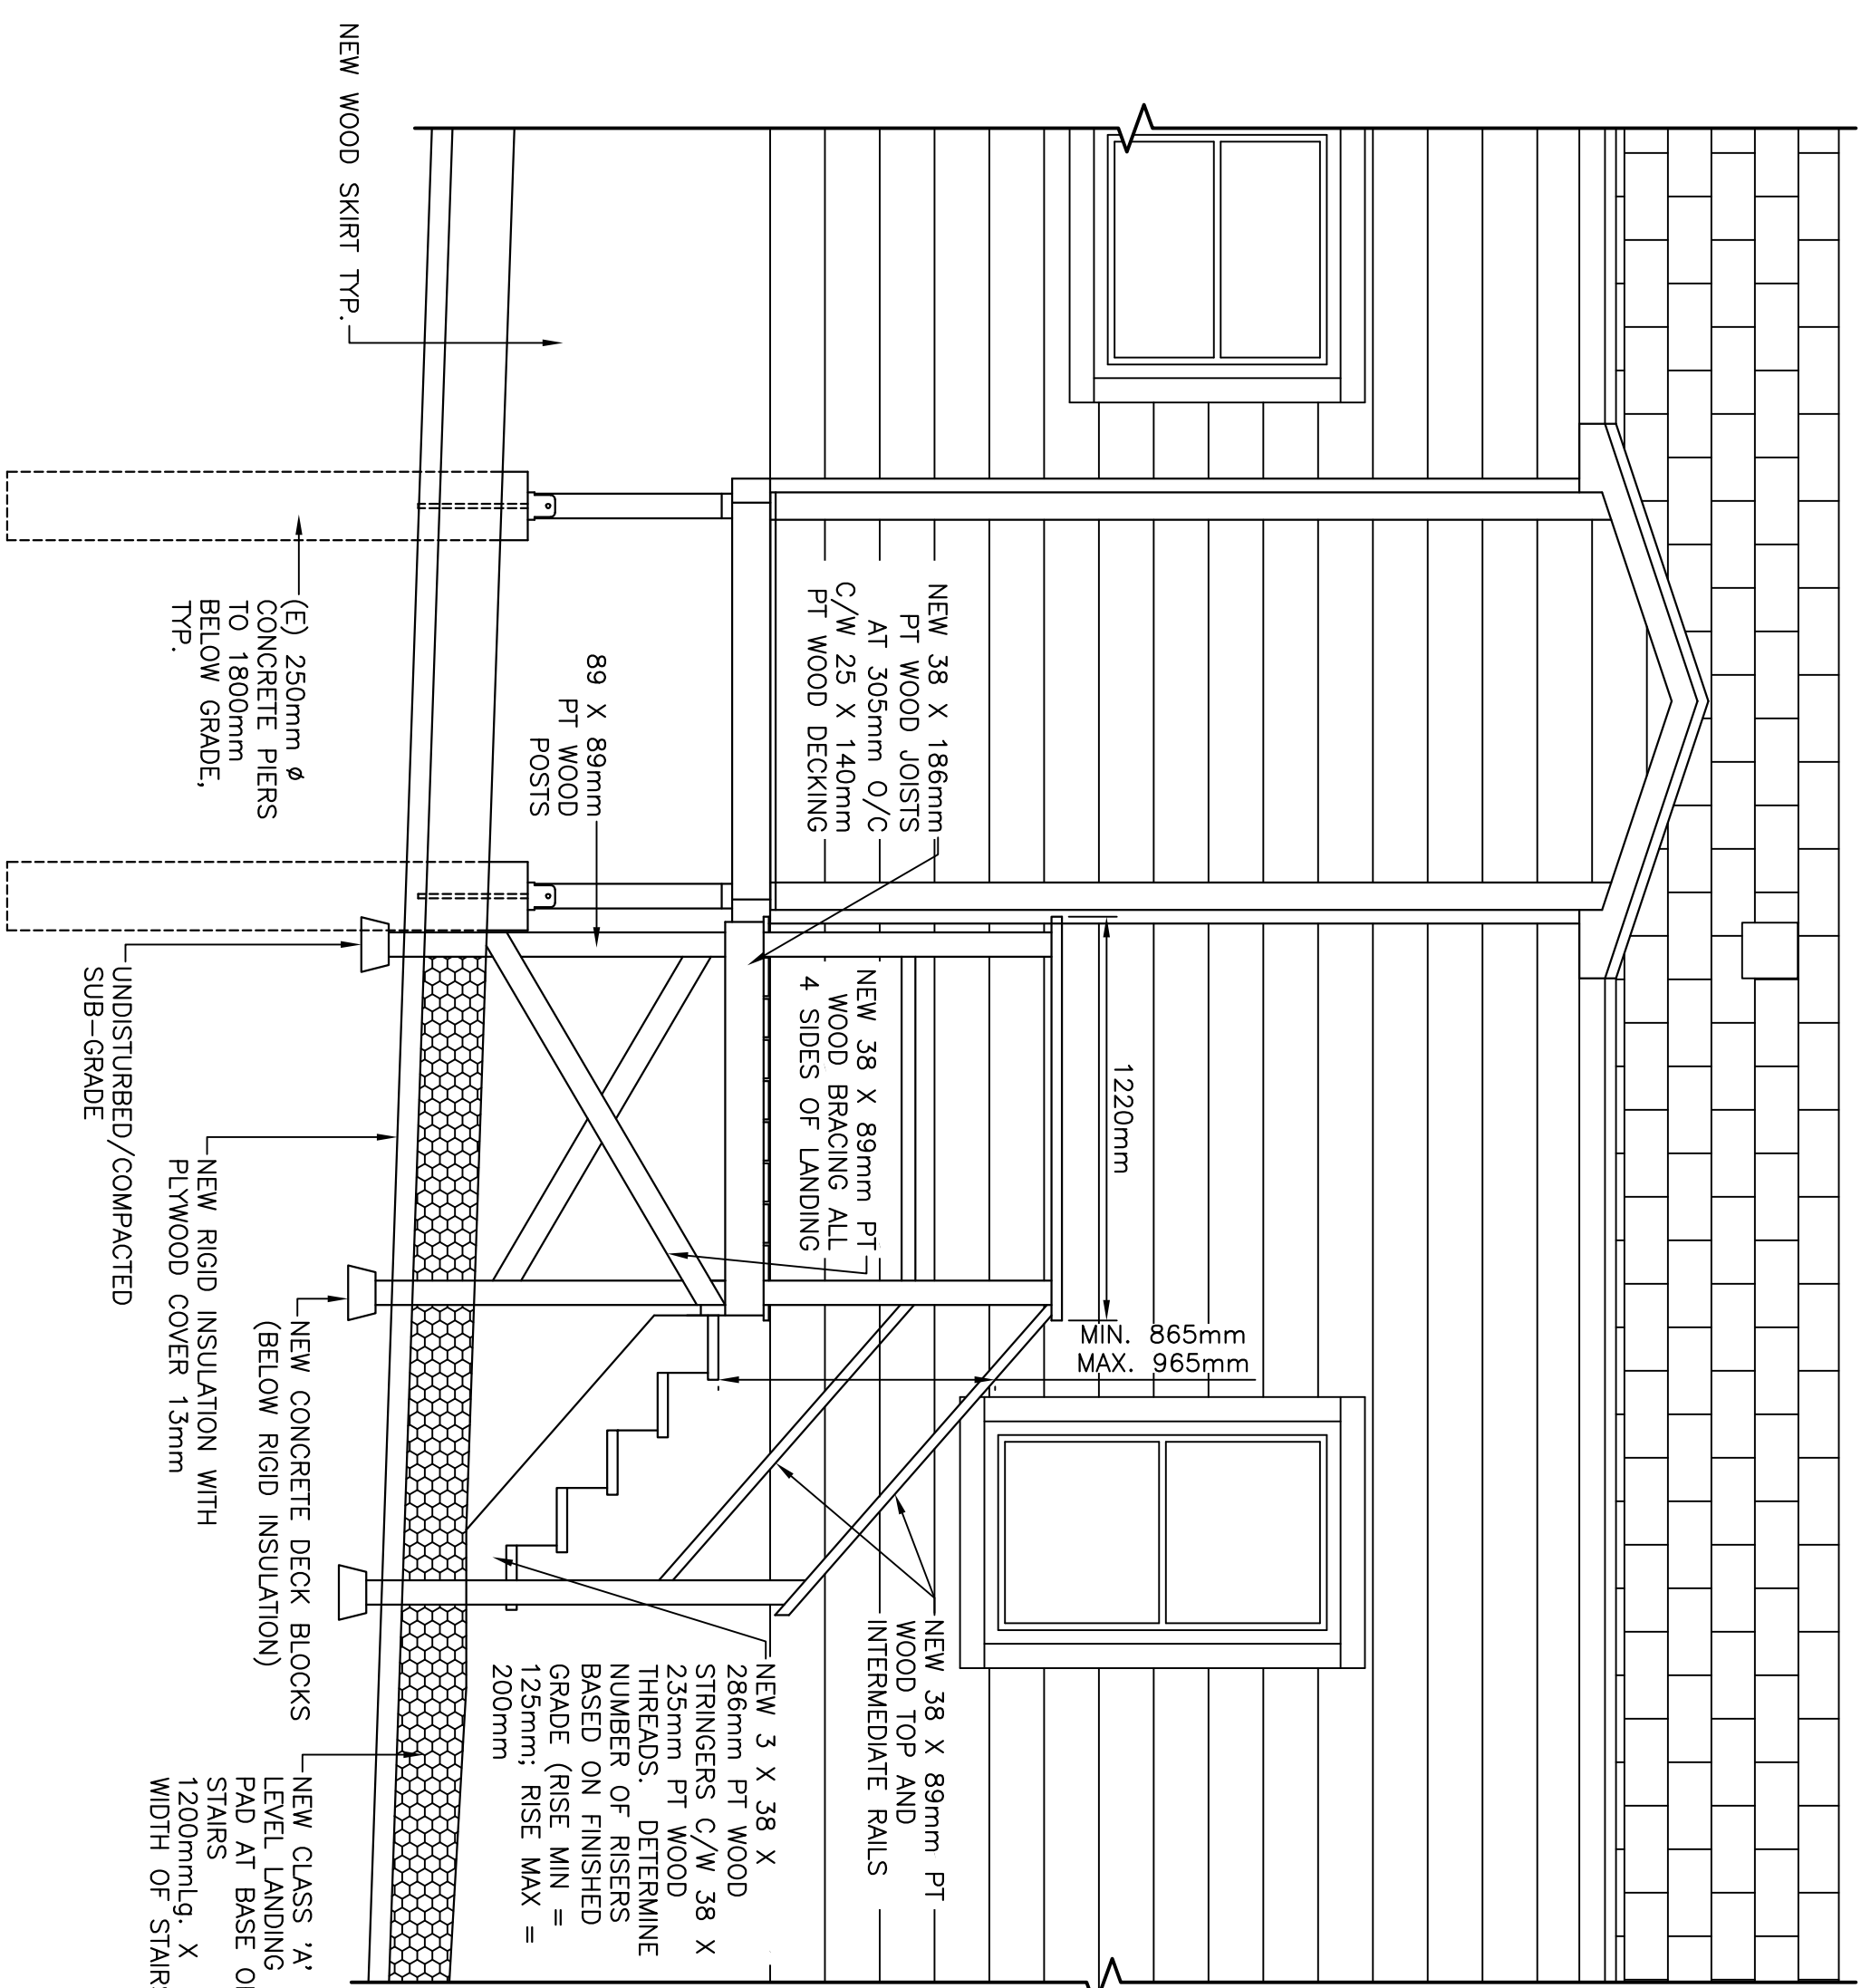 NEW WOOD SKIRT TYP.
(E) 250mm Ø
CONCRETE PIERS
TO 1800mm
BELOW GRADE,
TYP.
89 X 89mm
PT WOOD
POSTS
NEW 38 X 186mm
PT WOOD JOISTS
AT 305mm O/C
C/W 25 X 140mm
PT WOOD DECKING
NEW 38 X 89mm PT
WOOD BRACING ALL
4 SIDES OF LANDING
1220mm
MIN. 865mm
MAX. 965mm
UNDISTURBED/COMPACTED
SUB-GRADE
NEW RIGID INSULATION WITH
PLYWOOD COVER 13mm
NEW CONCRETE DECK BLOCKS
(BELOW RIGID INSULATION)
NEW 38 X 89mm PT
WOOD TOP AND
INTERMEDIATE RAILS
NEW 3 X 38 X
286mm PT WOOD
STRINGERS C/W 38 X
235mm PT WOOD
THREADS. DETERMINE
NUMBER OF RISERS
BASED ON FINISHED
GRADE (RISE MIN =
125mm; RISE MAX =
200mm
NEW CLASS 'A'
LEVEL LANDING
PAD AT BASE
STAIRS
1200mmLg. X
WIDTH OF STAIR